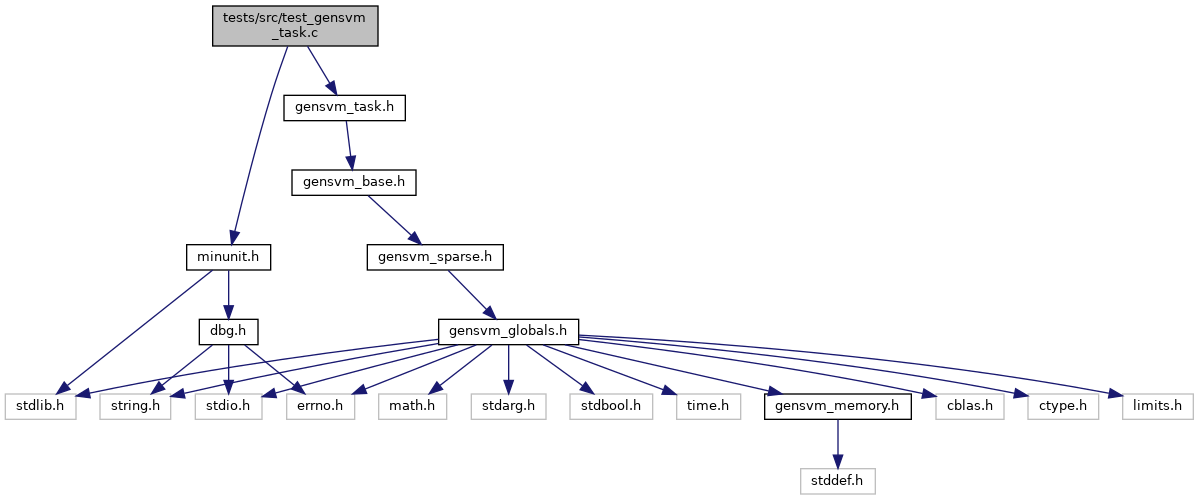 tests/src/test_gensvm
_task.c
gensvm_task.h
gensvm_base.h
minunit.h
gensvm_sparse.h
dbg.h
gensvm_globals.h
stdlib.h
string.h
stdio.h
errno.h
math.h
stdarg.h
stdbool.h
time.h
gensvm_memory.h
cblas.h
ctype.h
limits.h
stddef.h